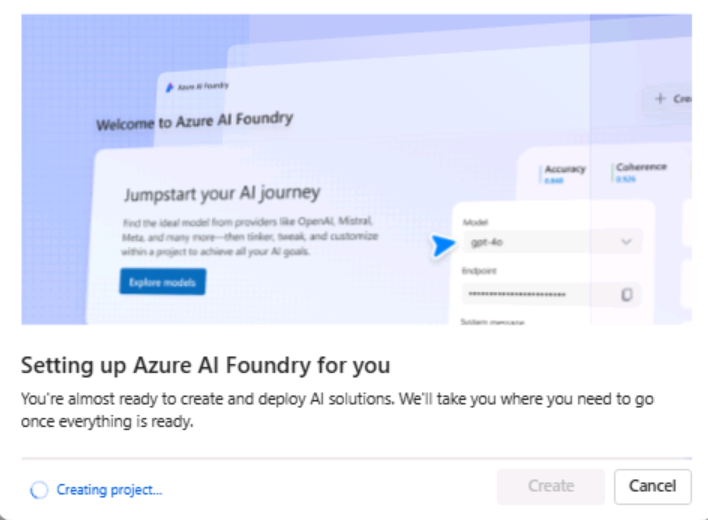 Azure AI Foundry
Welcome to Azure AI Foundry
+ Cre
Accuracy
0.848
Coherence
0.926
Jumpstart your AI journey
Find the ideal model from providers like OpenAI, Mistral,
Meta, and many more—then tinker, tweak, and customize
within a project to achieve all your AI goals.
Explore models
Model
gpt-4o
Endpoint
System message
Setting up Azure AI Foundry for you
You're almost ready to create and deploy AI solutions. We'll take you where you need to go
once everything is ready.
Creating project...
Create
Cancel